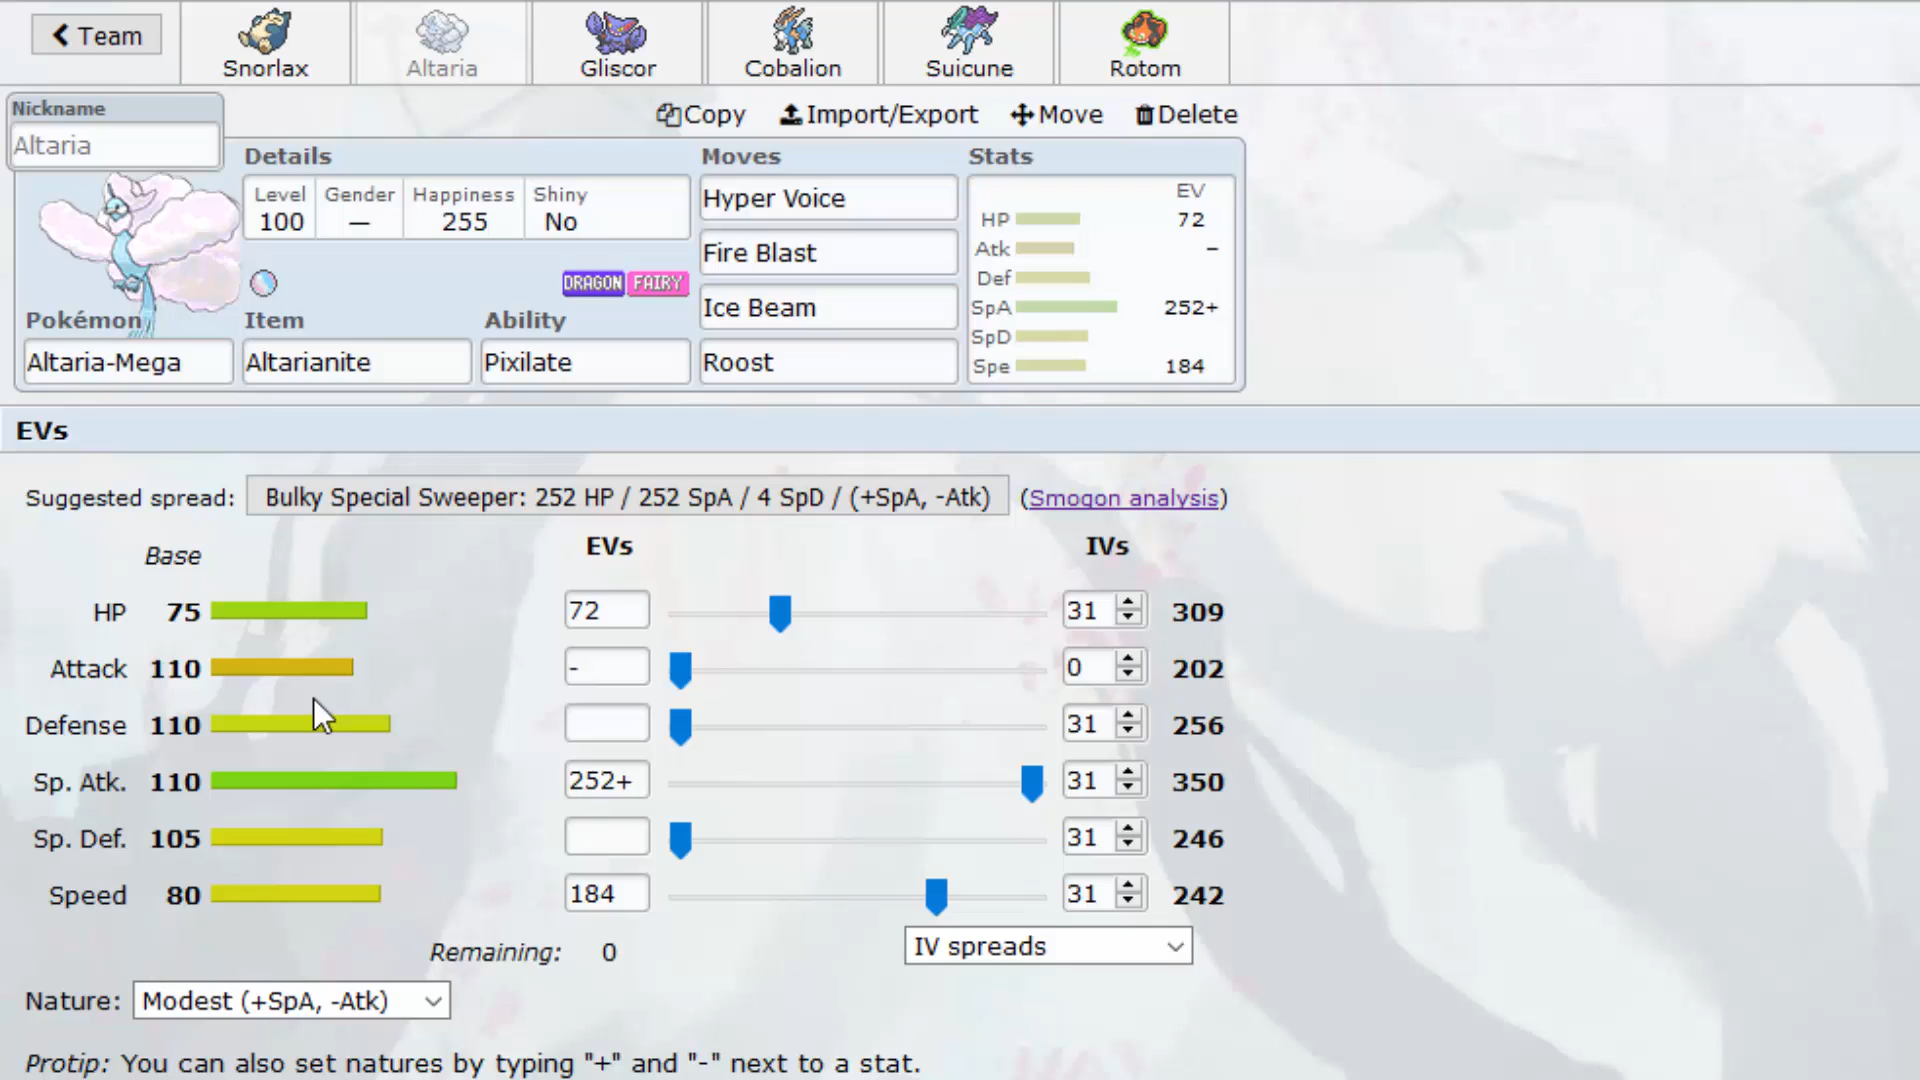 Team
Snorlax
Altaria
Gliscor
Cobalion
Suicune
Rotom
Nickname
Altaria
Copy Import/Export Move Delete
Details
Level Gender Happiness Shiny
100 — 255 No
DRAGON FAIRY
Pokémon Item Ability
Altaria-Mega Altarianite Pixilate
Moves
Hyper Voice
Fire Blast
Ice Beam
Roost
Stats
EV
HP 72
Atk –
Def
SpA 252+
SpD
Spe 184
EVs
Suggested spread: Bulky Special Sweeper: 252 HP / 252 SpA / 4 SpD / (+SpA, -Atk) (Smogon analysis)
Base EVs IVs
HP 75 72 31 309
Attack 110 - 0 202
Defense 110 31 256
Sp. Atk. 110 252+ 31 350
Sp. Def. 105 31 246
Speed 80 184 31 242
Remaining: 0 IV spreads
Nature: Modest (+SpA, -Atk)
Protip: You can also set natures by typing "+" and "-" next to a stat.